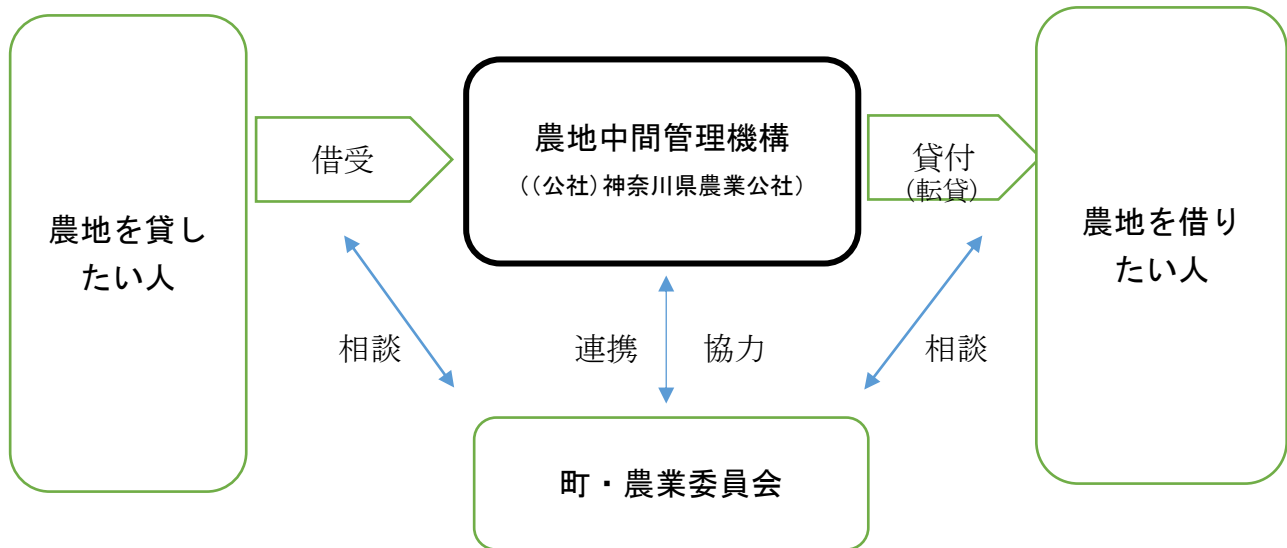 農地を貸し
たい人
借受
農地中間管理機構
((公社)神奈川県農業公社)
貸付
(転貸)
農地を借り
たい人
相談
連携
協力
相談
町・農業委員会